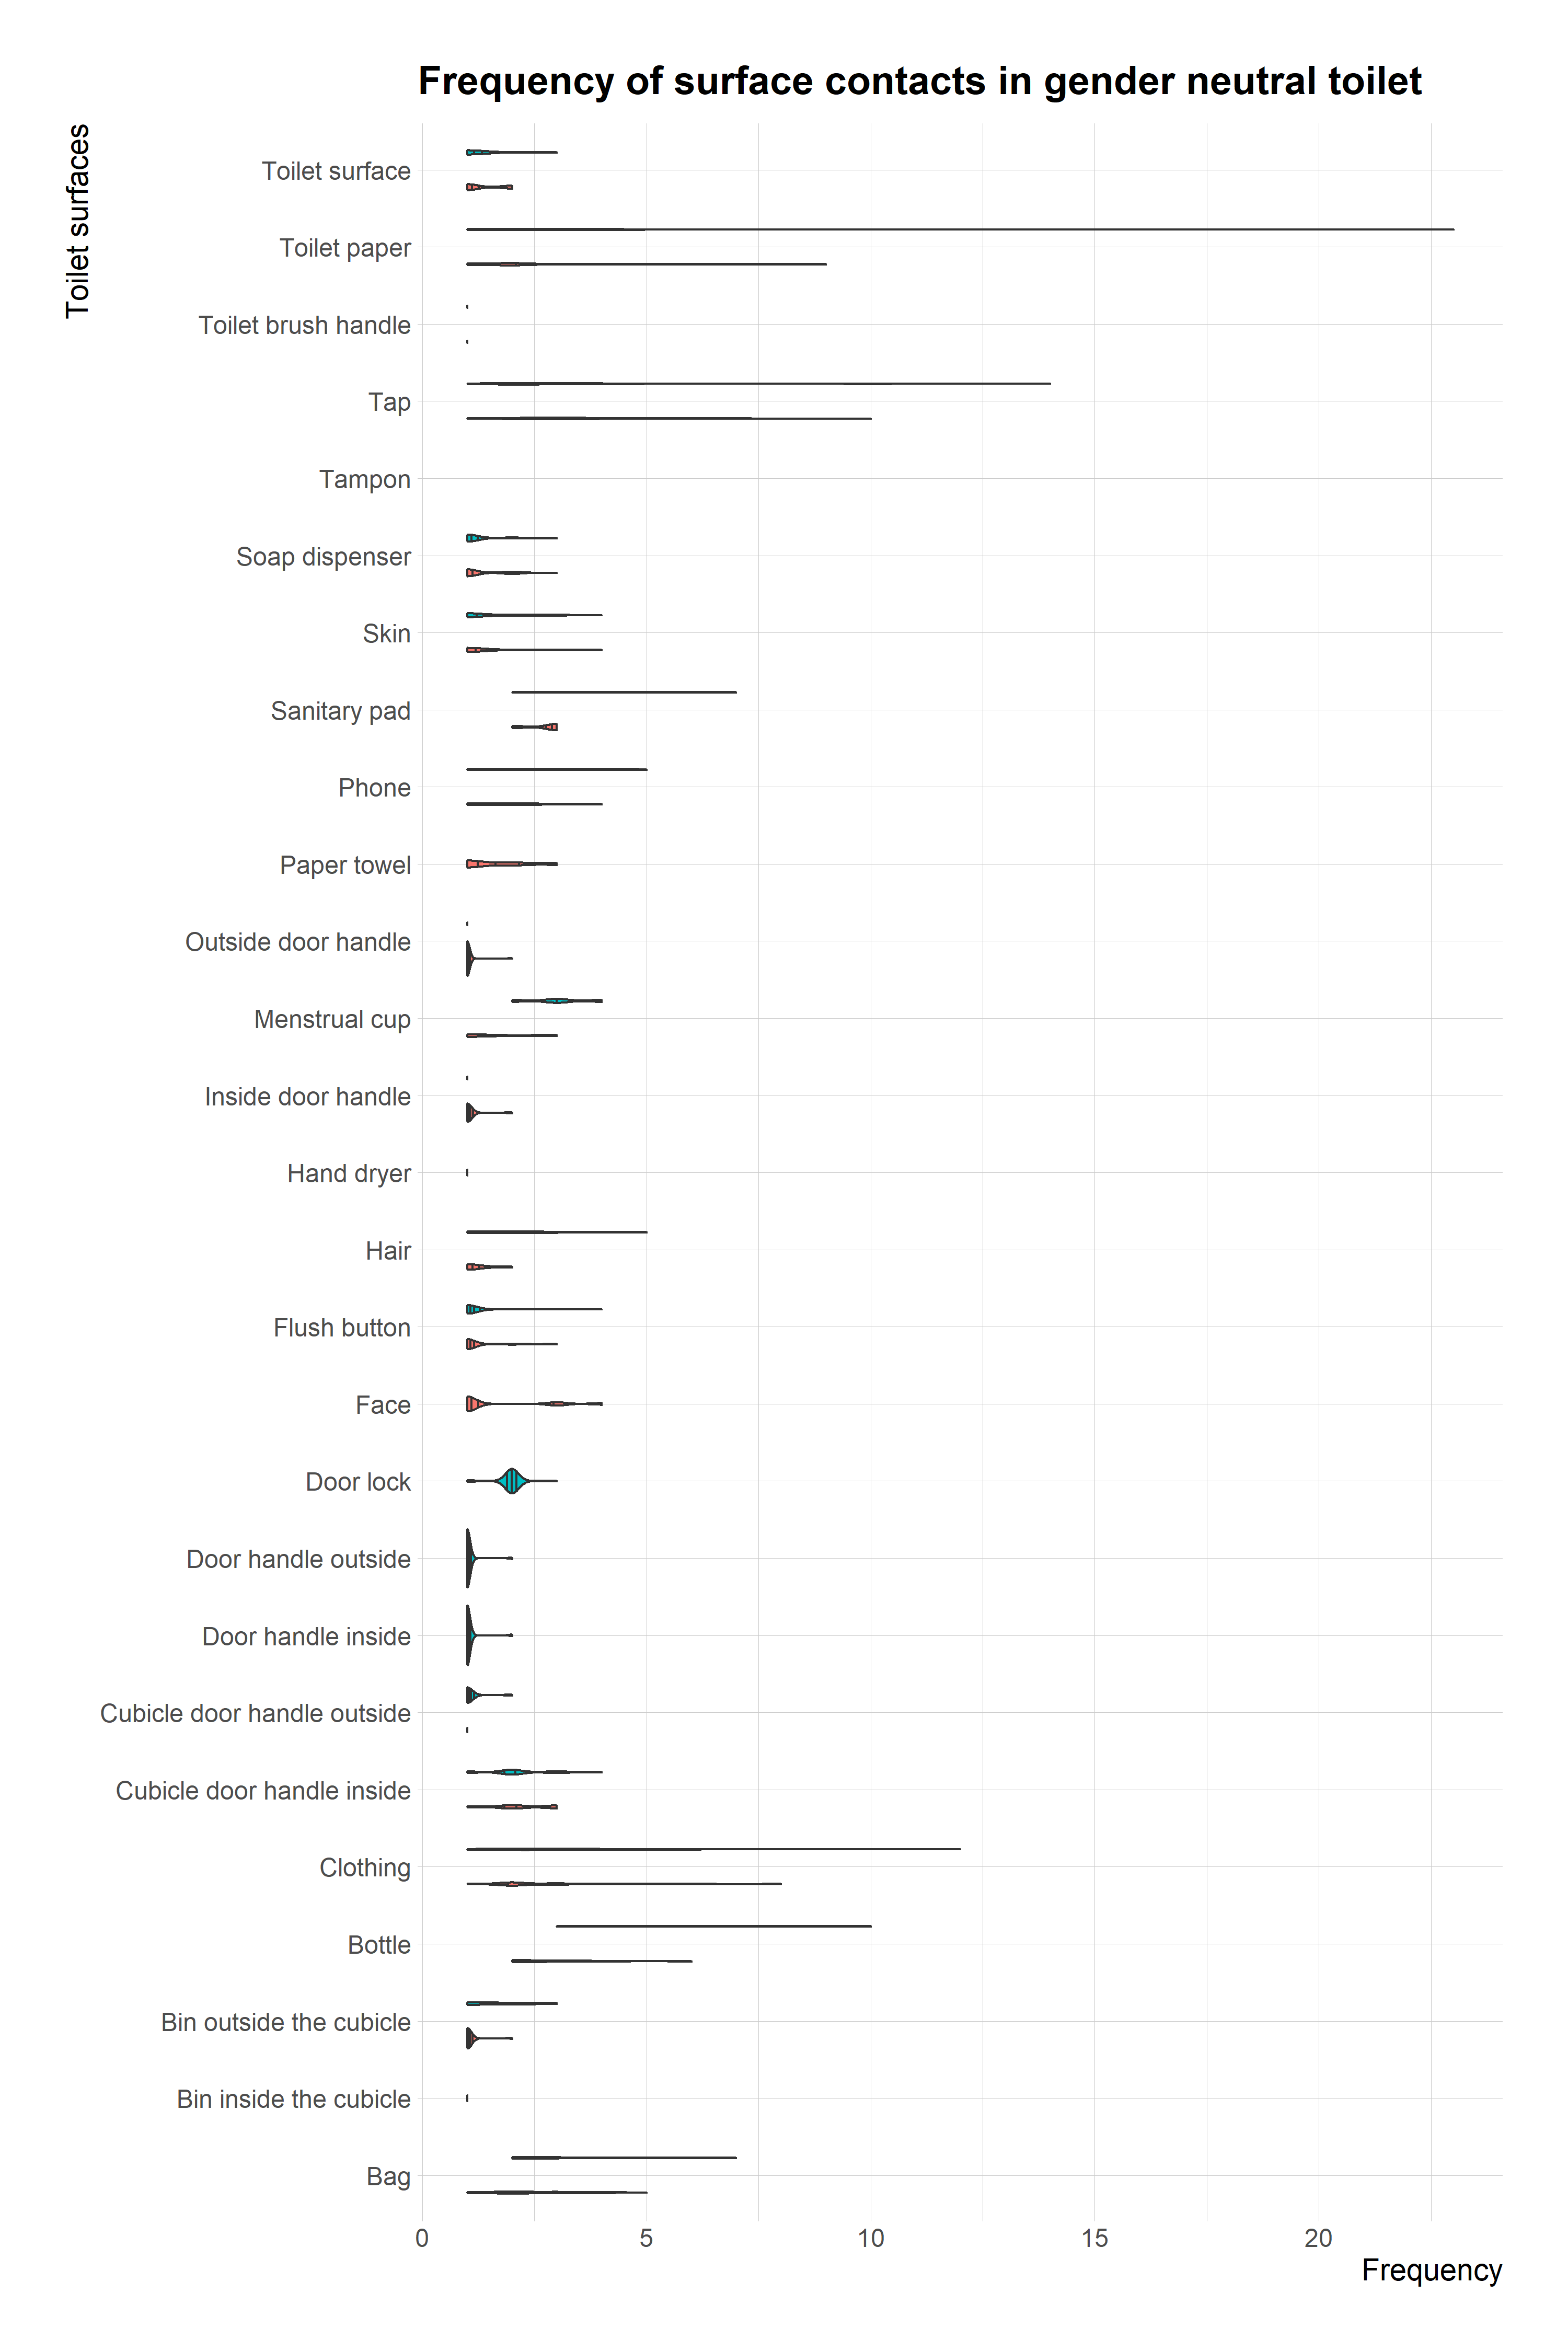 Frequency of surface contacts in gender neutral toilet
Toilet surfaces
Toilet surface
Toilet paper
Toilet brush handle
Tap
Tampon
Soap dispenser
Skin
Sanitary pad
Phone
Paper towel
Outside door handle
Menstrual cup
Inside door handle
Hand dryer
Hair
Flush button
Face
Door lock
Door handle outside
Door handle inside
Cubicle door handle outside
Cubicle door handle inside
Clothing
Bottle
Bin outside the cubicle
Bin inside the cubicle
Bag
0 5 10 15 20
Frequency